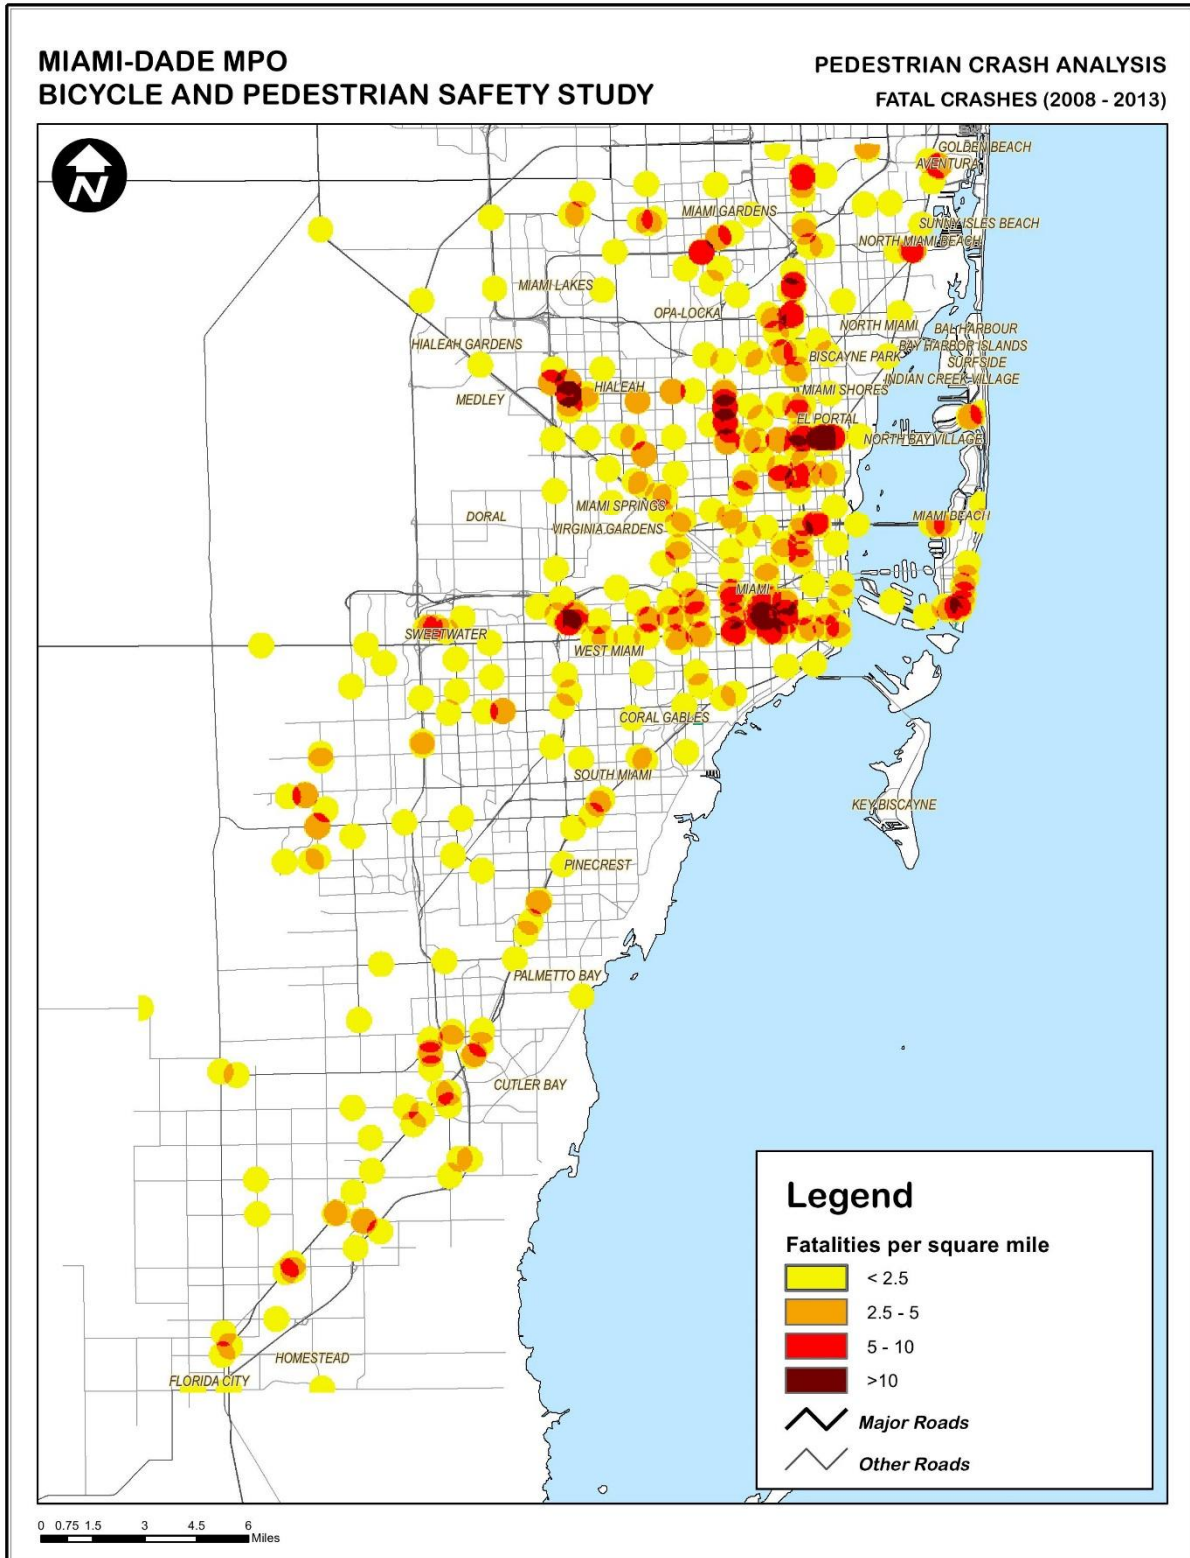 MIAMI-DADE MPO
BICYCLE AND PEDESTRIAN SAFETY STUDY
PEDESTRIAN CRASH ANALYSIS
FATAL CRASHES (2008 - 2013)
N
GOLDEN BEACH
AVENTURA
MIAMI GARDENS
SUNNY ISLES BEACH
NORTH MIAMI BEACH
MIAMI LAKES
OPA-LOCKA
NORTH MIAMI
BAL HARBOUR
HIALEAH GARDENS
BAY HARBOR ISLANDS
BISCAYNE PARK
SURFSIDE
INDIAN CREEK VILLAGE
HIALEAH
MIAMI SHORES
MEDLEY
EL PORTAL
NORTH BAY VILLAGE
MIAMI SPRINGS
DORAL
MIAMI BEACH
VIRGINIA GARDENS
MIAMI
SWEETWATER
WEST MIAMI
CORAL GABLES
SOUTH MIAMI
KEY BISCAYNE
PINECREST
PALMETTO BAY
CUTLER BAY
HOMESTEAD
FLORIDA CITY
Legend
Fatalities per square mile
< 2.5
2.5 - 5
5 - 10
>10
Major Roads
Other Roads
0 0.75 1.5 3 4.5 6
Miles